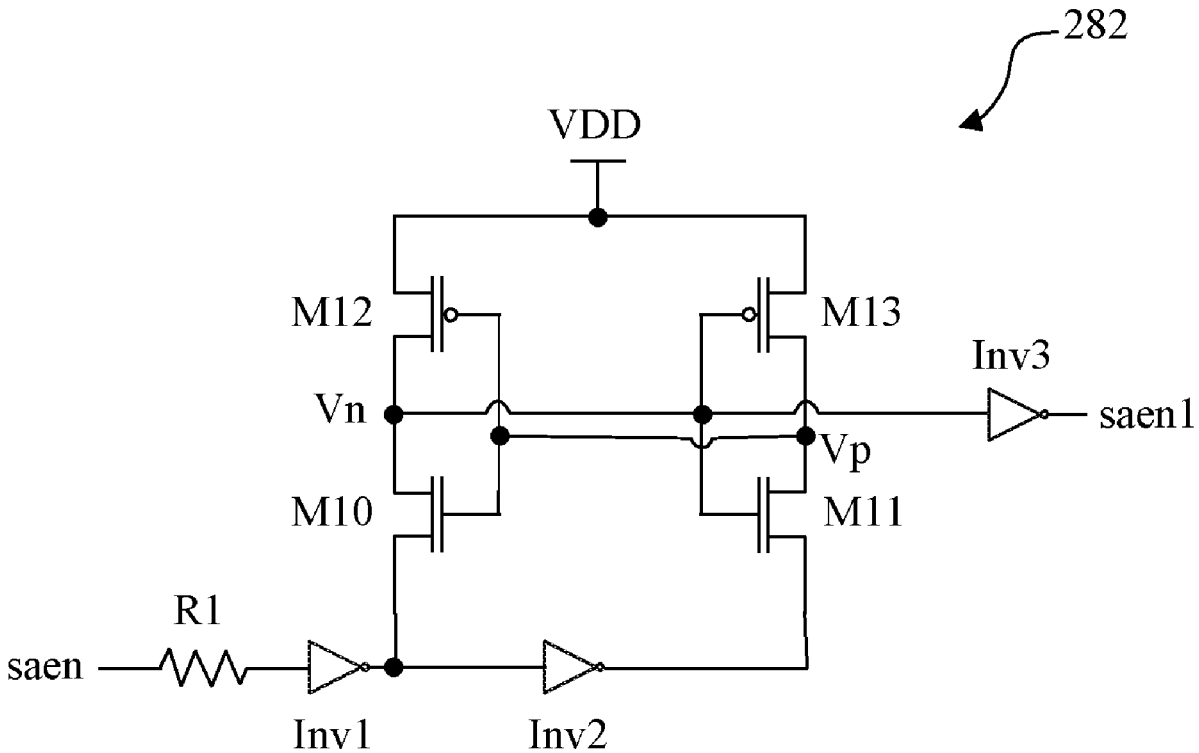 282
VDD
M12
M13
Inv3
Vn
saen1
Vp
M10
M11
R1
saen
Inv1
Inv2